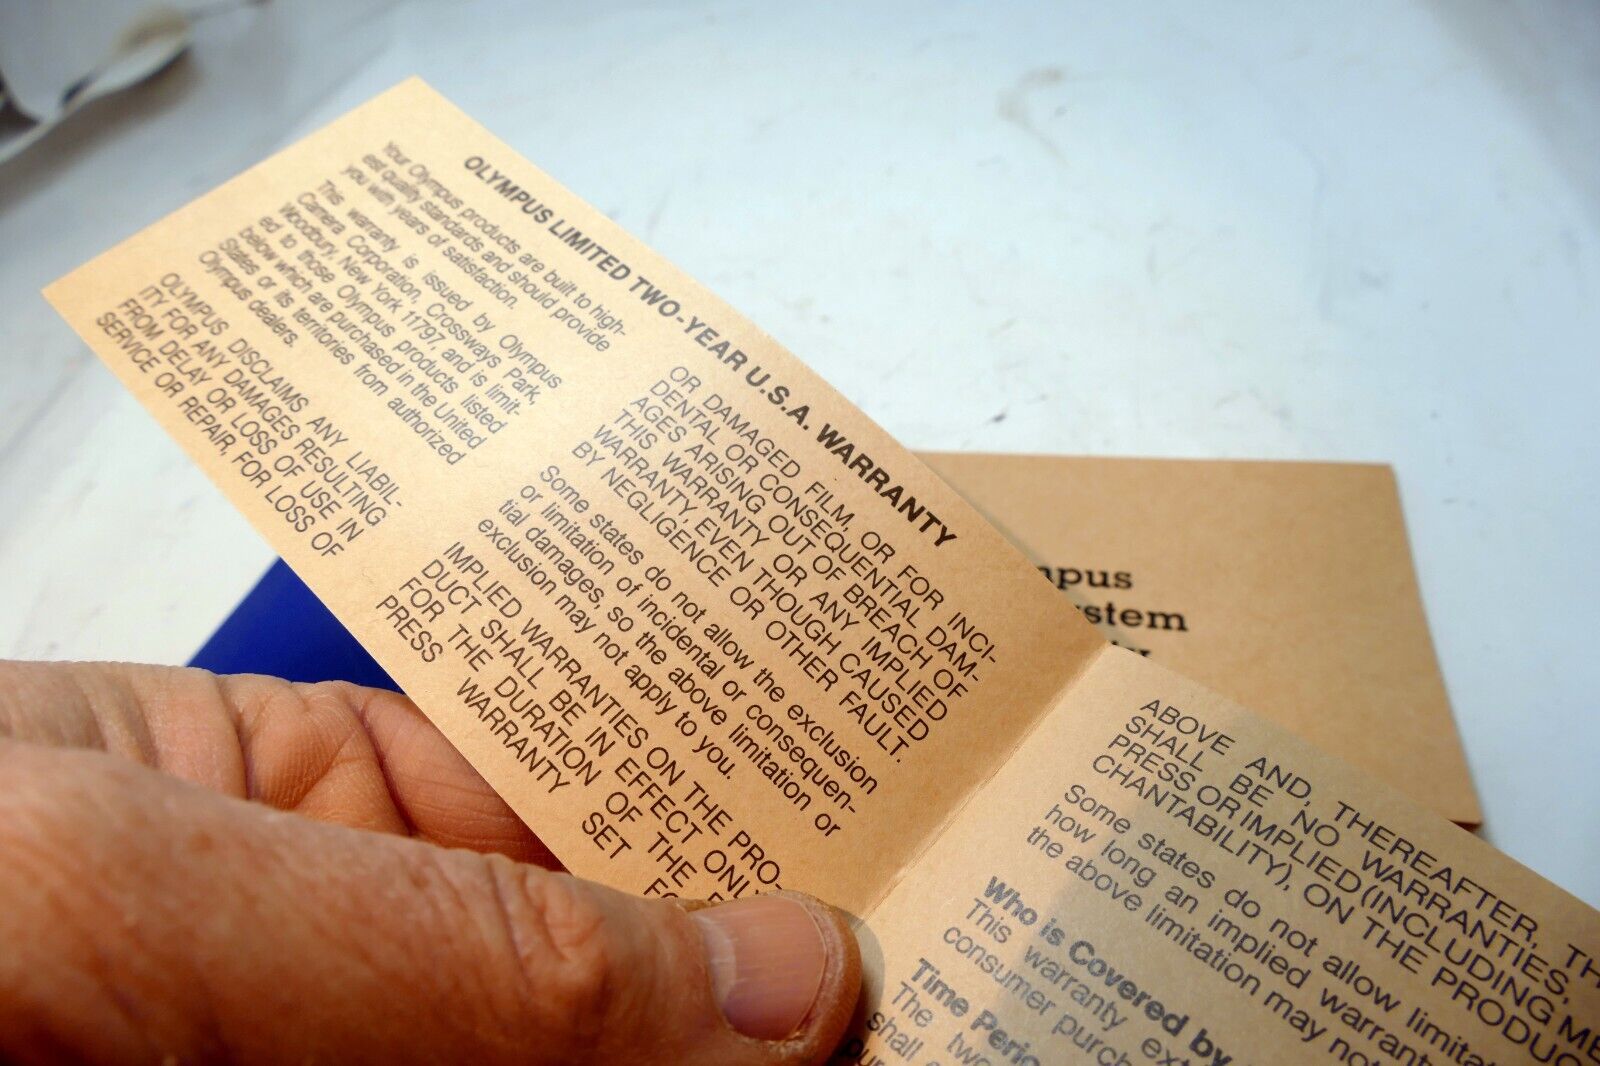 OLYMPUS LIMITED TWO-YEAR U.S.A. WARRANTY
Your Olympus products are built to high-
est quality standards and should provide
you with years of satisfaction.
This warranty is issued by Olympus
Camera Corporation, Crossways Park,
Woodbury, New York 11797, and is limit-
ed to those Olympus products listed
below which are purchased in the United
States or its territories from authorized
Olympus dealers.
OLYMPUS DISCLAIMS ANY LIABIL-
ITY FOR ANY DAMAGES RESULTING
FROM DELAY OR LOSS OF USE IN
SERVICE OR REPAIR, FOR LOSS OF
OR DAMAGED FILM, OR FOR INCI-
DENTAL OR CONSEQUENTIAL DAM-
AGES ARISING OUT OF BREACH OF
THIS WARRANTY OR ANY IMPLIED
WARRANTY, EVEN THOUGH CAUSED
BY NEGLIGENCE OR OTHER FAULT.
Some states do not allow the exclusion
or limitation of incidental or consequen-
tial damages, so the above limitation or
exclusion may not apply to you.
IMPLIED WARRANTIES ON THE PRO-
DUCT SHALL BE IN EFFECT ONLY
FOR THE DURATION OF THE
PRESS WARRANTY SET
ABOVE AND, THEREAFTER,
SHALL BE NO WARRANTIES,
PRESS OR IMPLIED (INCLUDING
CHANTABILITY), ON THE
Some states do not allow
how long an implied
the above limitation may
Who is Covered by
This warranty
consumer
Time
The
shall